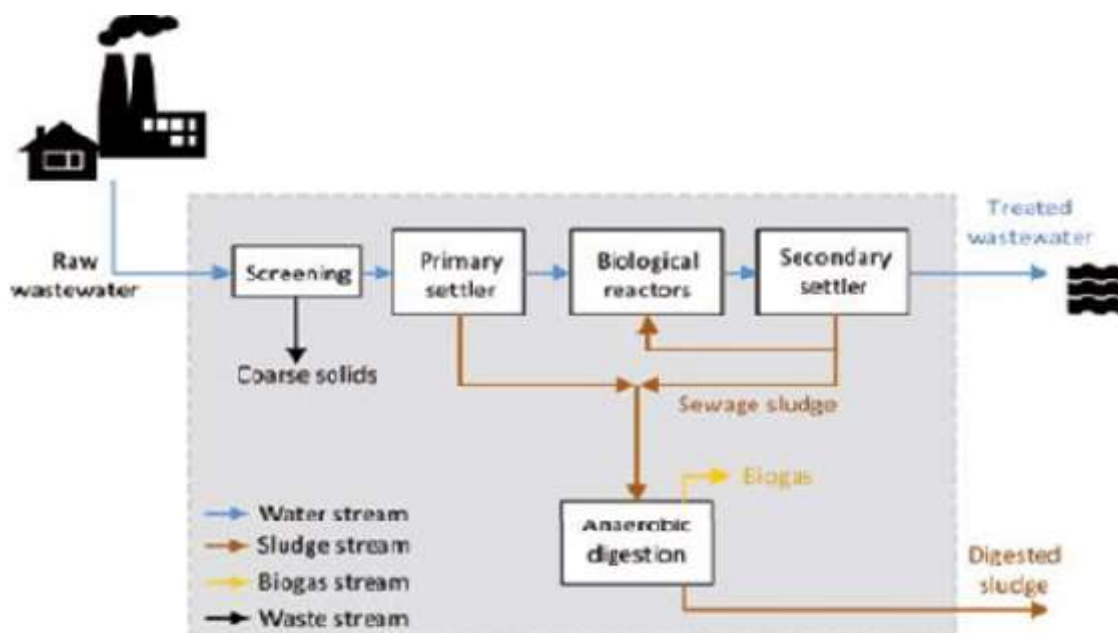 Treated
wastewater
Raw
wastewater
Screening
Primary
settler
Biological
reactors
Secondary
settler
Coarse solids
Sewage sludge
Biogas
Anaerobic
digestion
Water stream
Sludge stream
Biogas stream
Waste stream
Digested
sludge